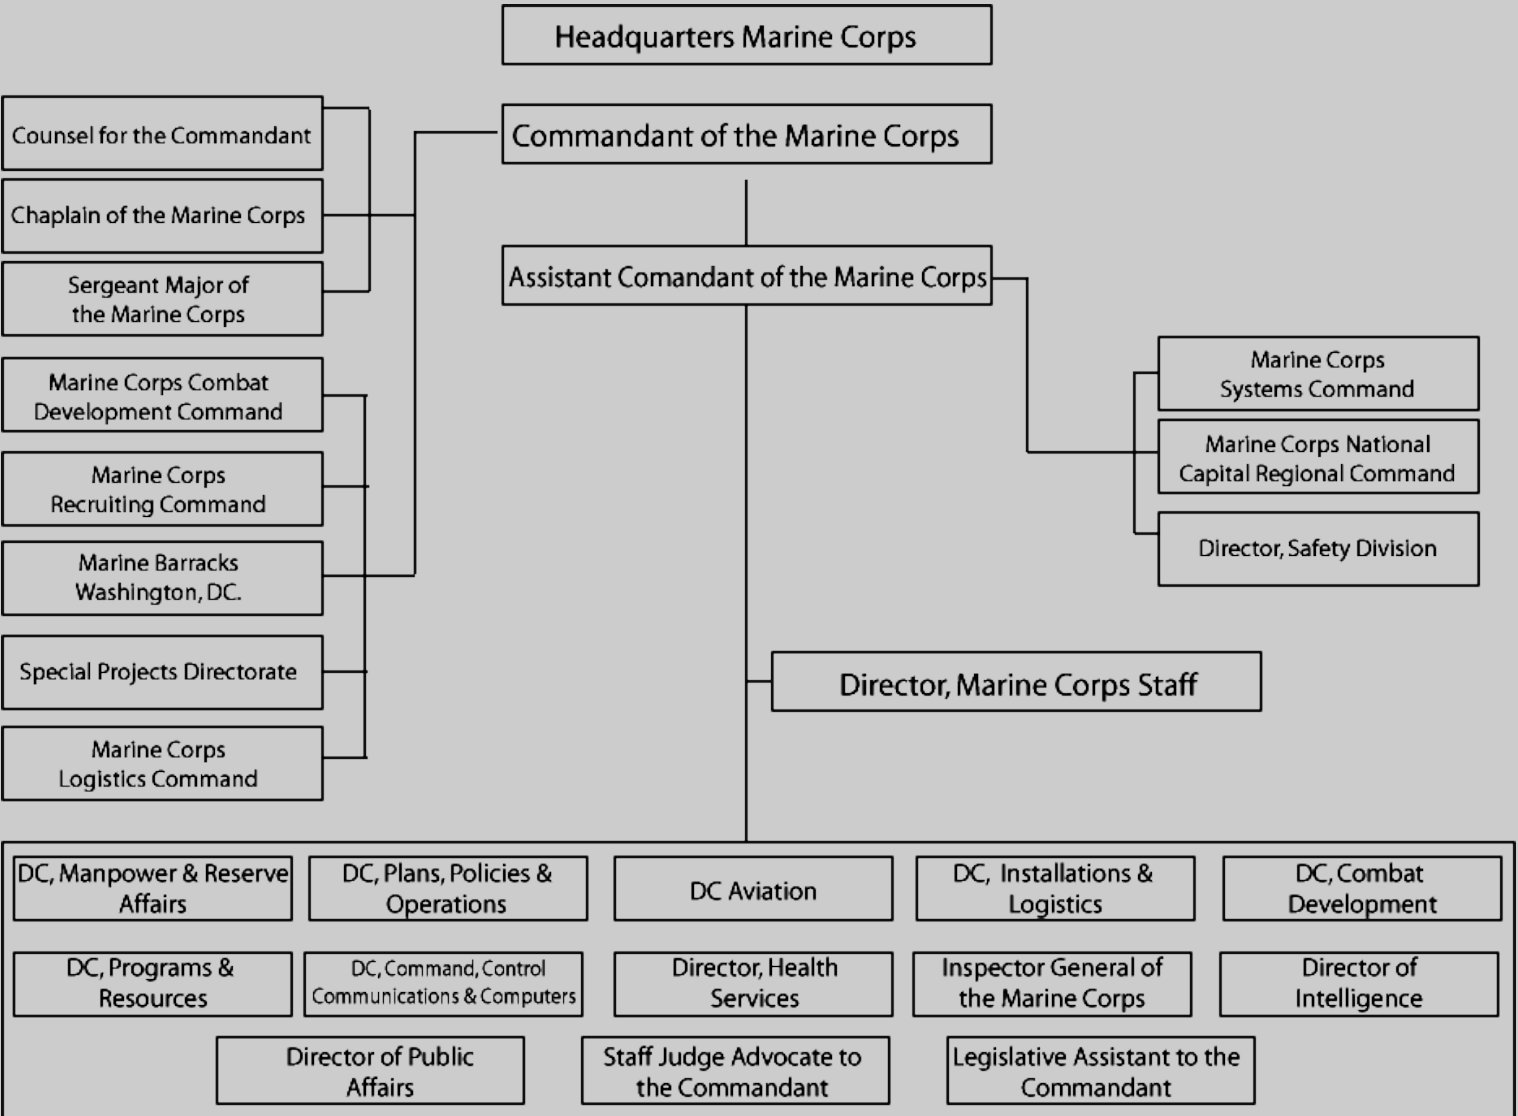 Headquarters Marine Corps
Commandant of the Marine Corps
Assistant Comandant of the Marine Corps
Counsel for the Commandant
Chaplain of the Marine Corps
Sergeant Major of
the Marine Corps
Marine Corps Combat
Development Command
Marine Corps
Recruiting Command
Marine Barracks
Washington, DC.
Special Projects Directorate
Marine Corps
Logistics Command
Marine Corps
Systems Command
Marine Corps National
Capital Regional Command
Director, Safety Division
Director, Marine Corps Staff
DC, Manpower & Reserve
Affairs
DC, Plans, Policies &
Operations
DC Aviation
DC, Installations &
Logistics
DC, Combat
Development
DC, Programs &
Resources
DC, Command, Control
Communications & Computers
Director, Health
Services
Inspector General of
the Marine Corps
Director of
Intelligence
Director of Public
Affairs
Staff Judge Advocate to
the Commandant
Legislative Assistant to the
Commandant